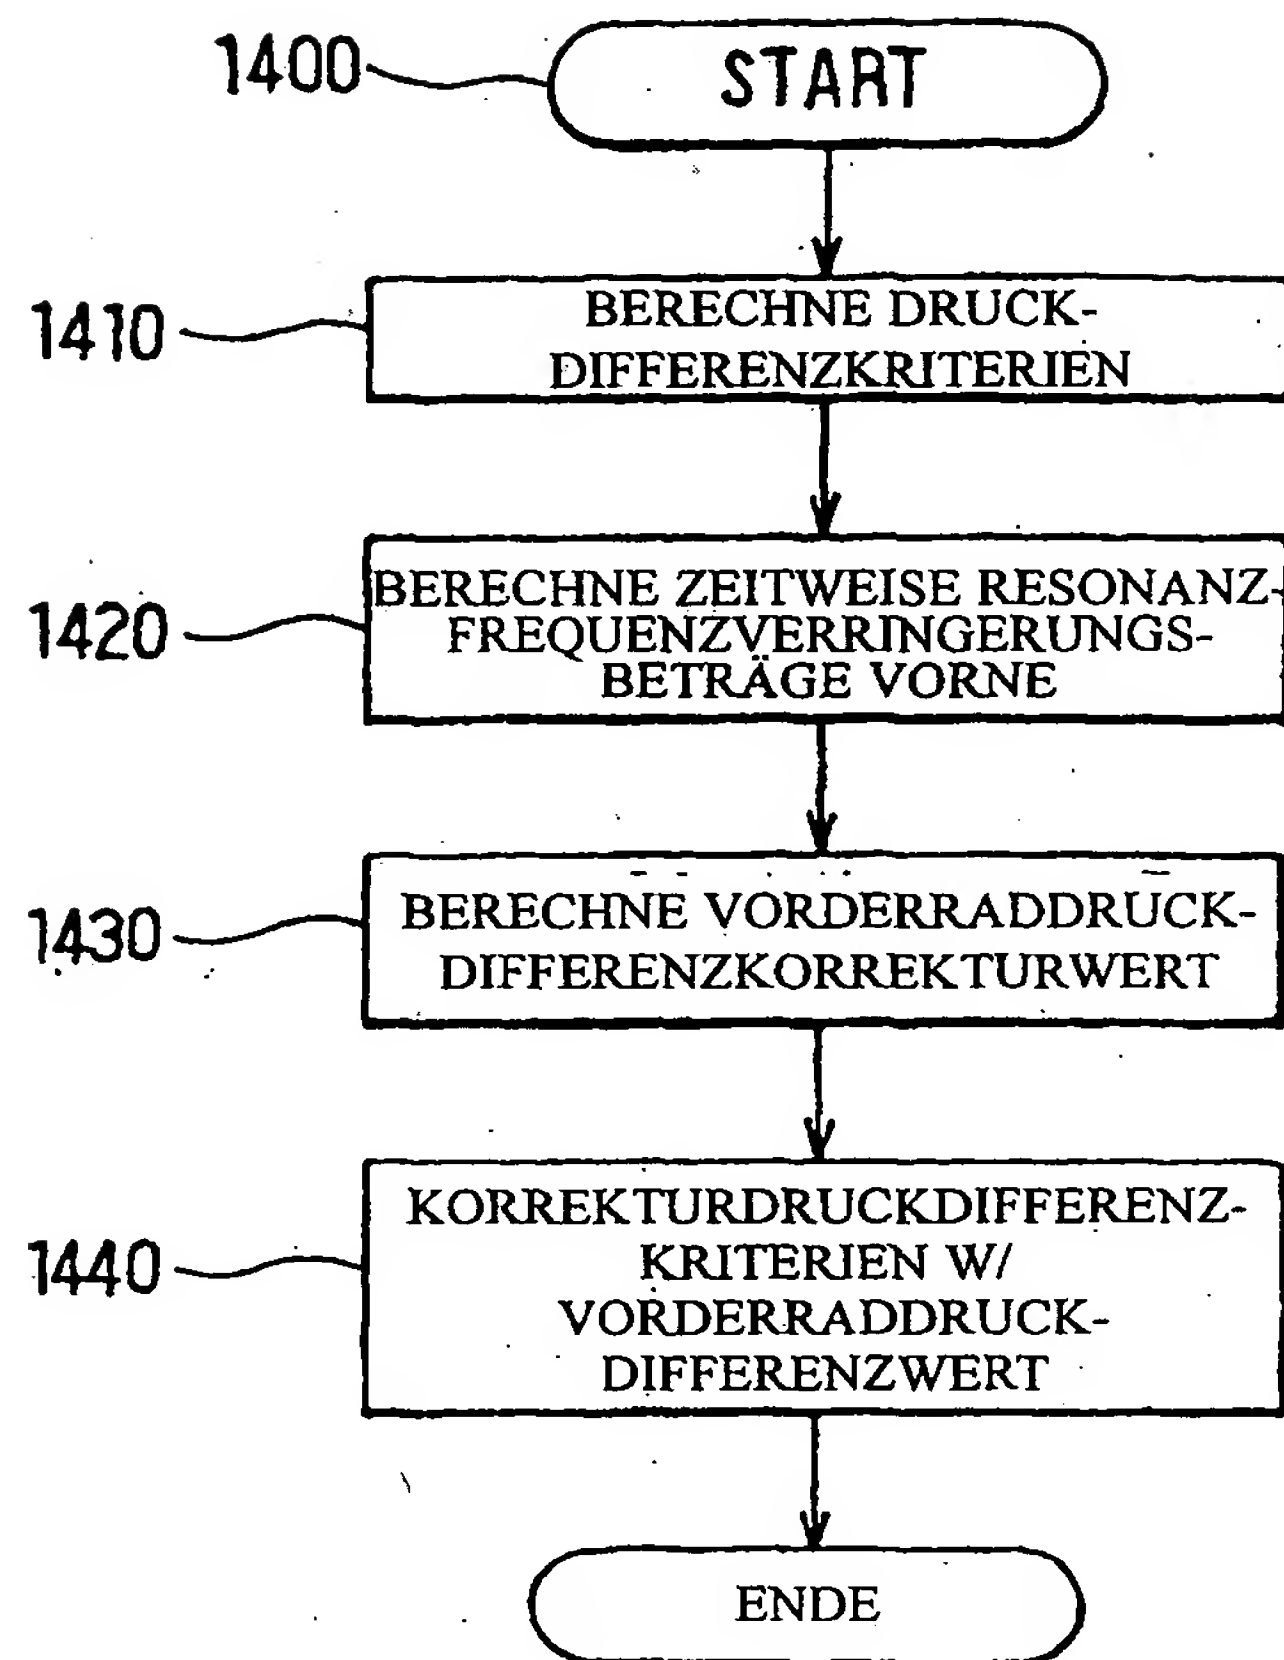 1400
START
1410
BERECHNE DRUCK-
DIFFERENZKRITERIEN
1420
BERECHNE ZEITWEISE RESONANZ-
FREQUENZVERRINGERUNGS-
BETRÄGE VORNE
1430
BERECHNE VORDERRADDRUCK-
DIFFERENZKORREKTURWERT
1440
KORREKTURDRUCKDIFFERENZ-
KRITERIEN W/
VORDERRADDRUCK-
DIFFERENZWERT
ENDE